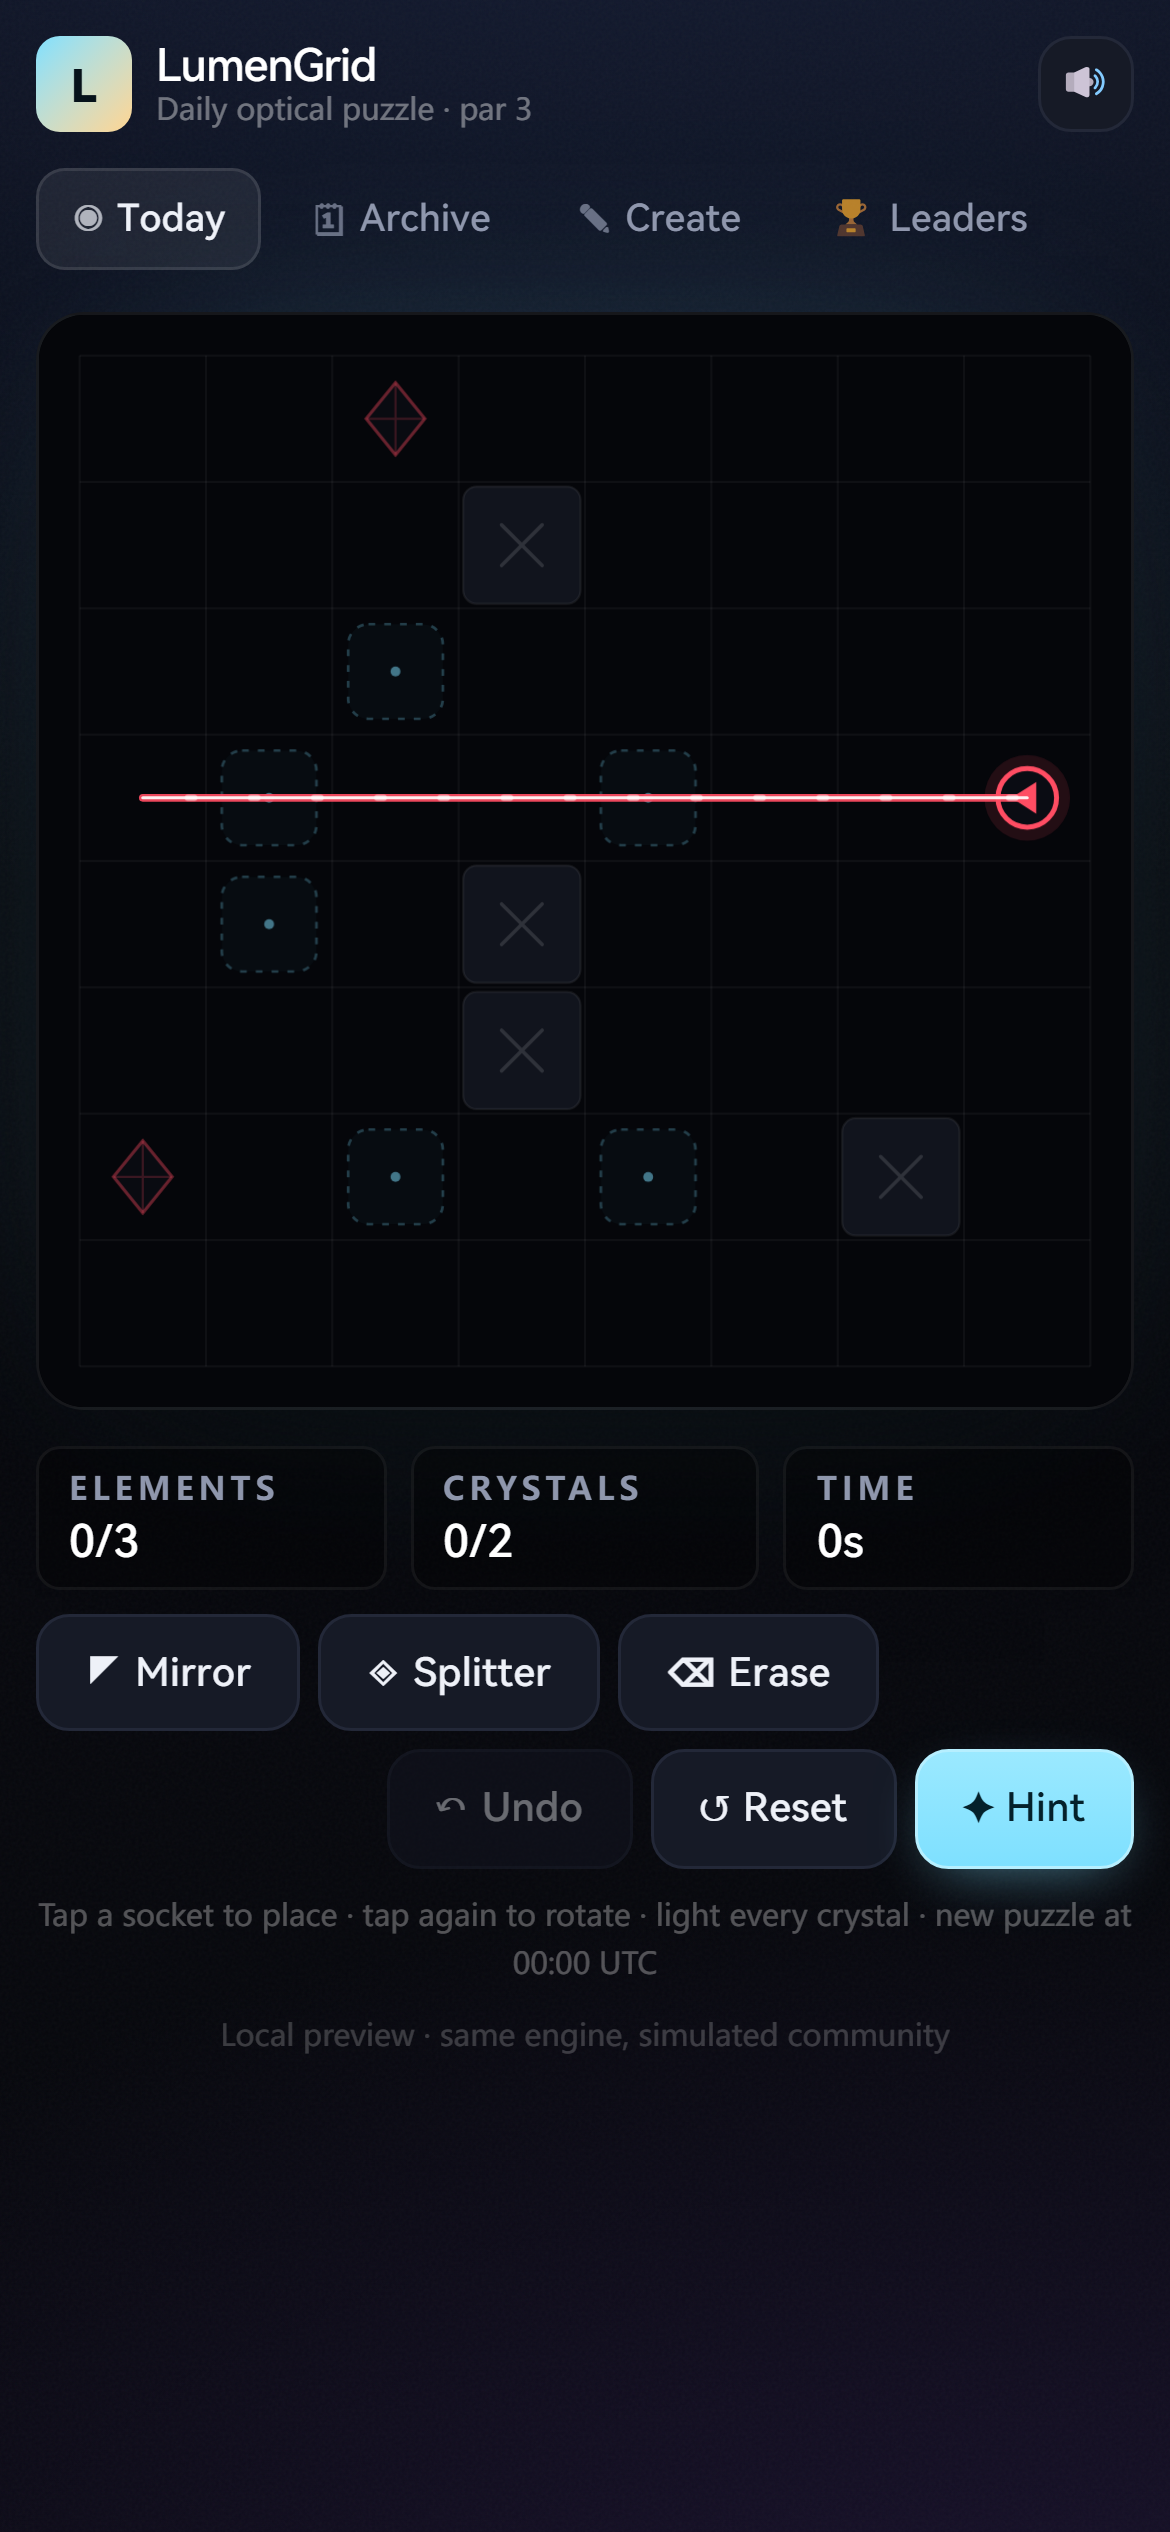 L
LumenGrid
Daily optical puzzle · par 3
Today
Archive
Create
Leaders
ELEMENTS
0/3
CRYSTALS
0/2
TIME
0s
Mirror
Splitter
Erase
Undo
Reset
Hint
Tap a socket to place · tap again to rotate · light every crystal · new puzzle at
00:00 UTC
Local preview · same engine, simulated community